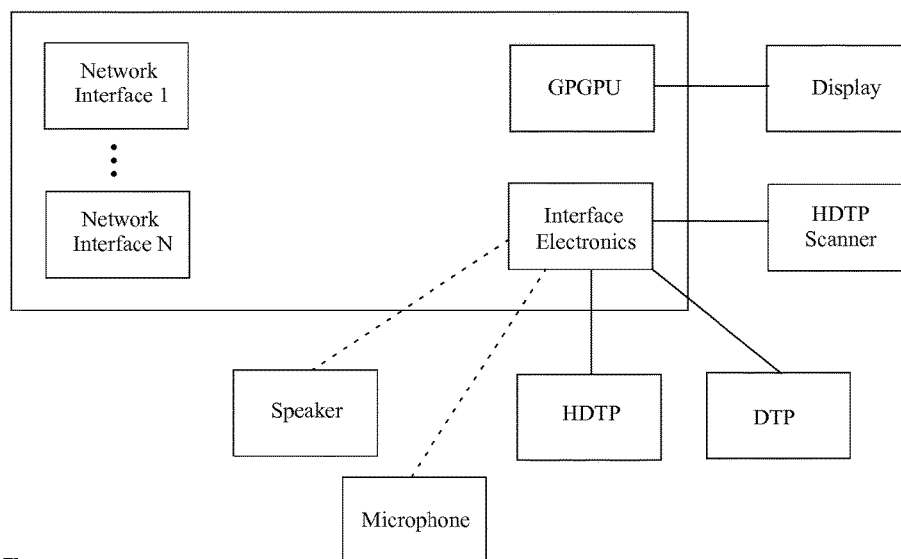 Network
Interface 1
GPGPU
Display
Network
Interface N
Interface
Electronics
HDTP
Scanner
Speaker
HDTP
DTP
Microphone